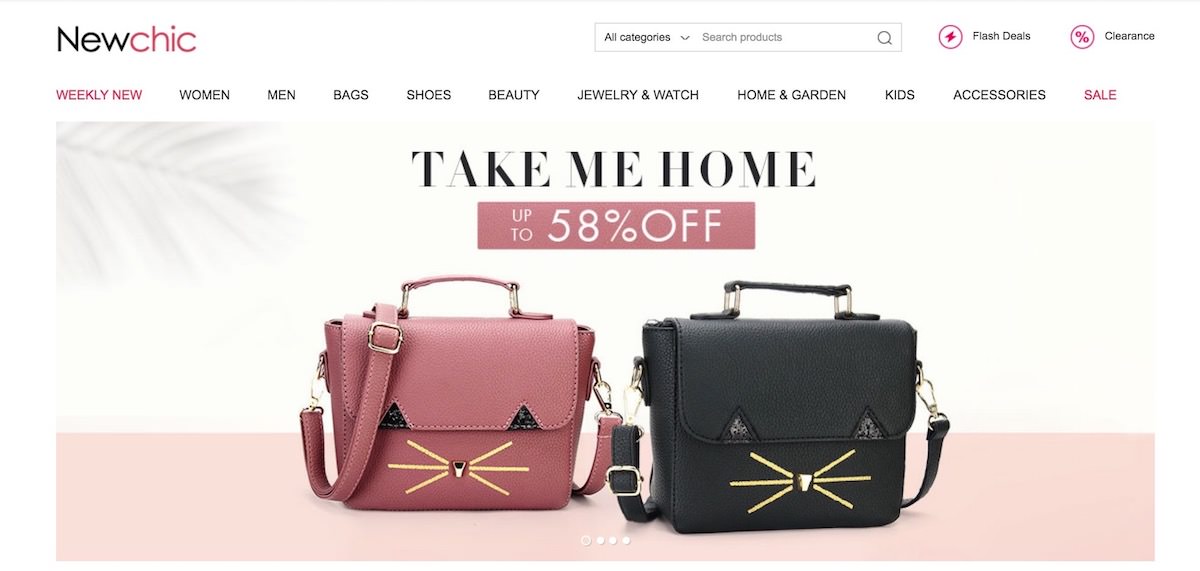 Newchic
All categories Search products
Flash Deals
% Clearance
WEEKLY NEW WOMEN MEN BAGS SHOES BEAUTY JEWELRY & WATCH HOME & GARDEN KIDS ACCESSORIES SALE
TAKE ME HOME
UP TO 58%OFF